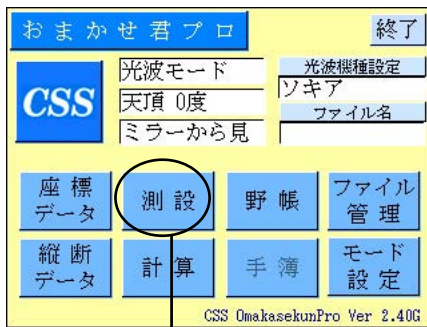 おまかせ君プロ
終了
CSS
光波モード
天頂 0度
ミラーから見
光波機種設定
ソキア
ファイル名
座標
データ
測設
野帳
ファイル
管理
縦断
データ
計算
手簿
モード
設定
CSS OmakasekunPro Ver 2.40G